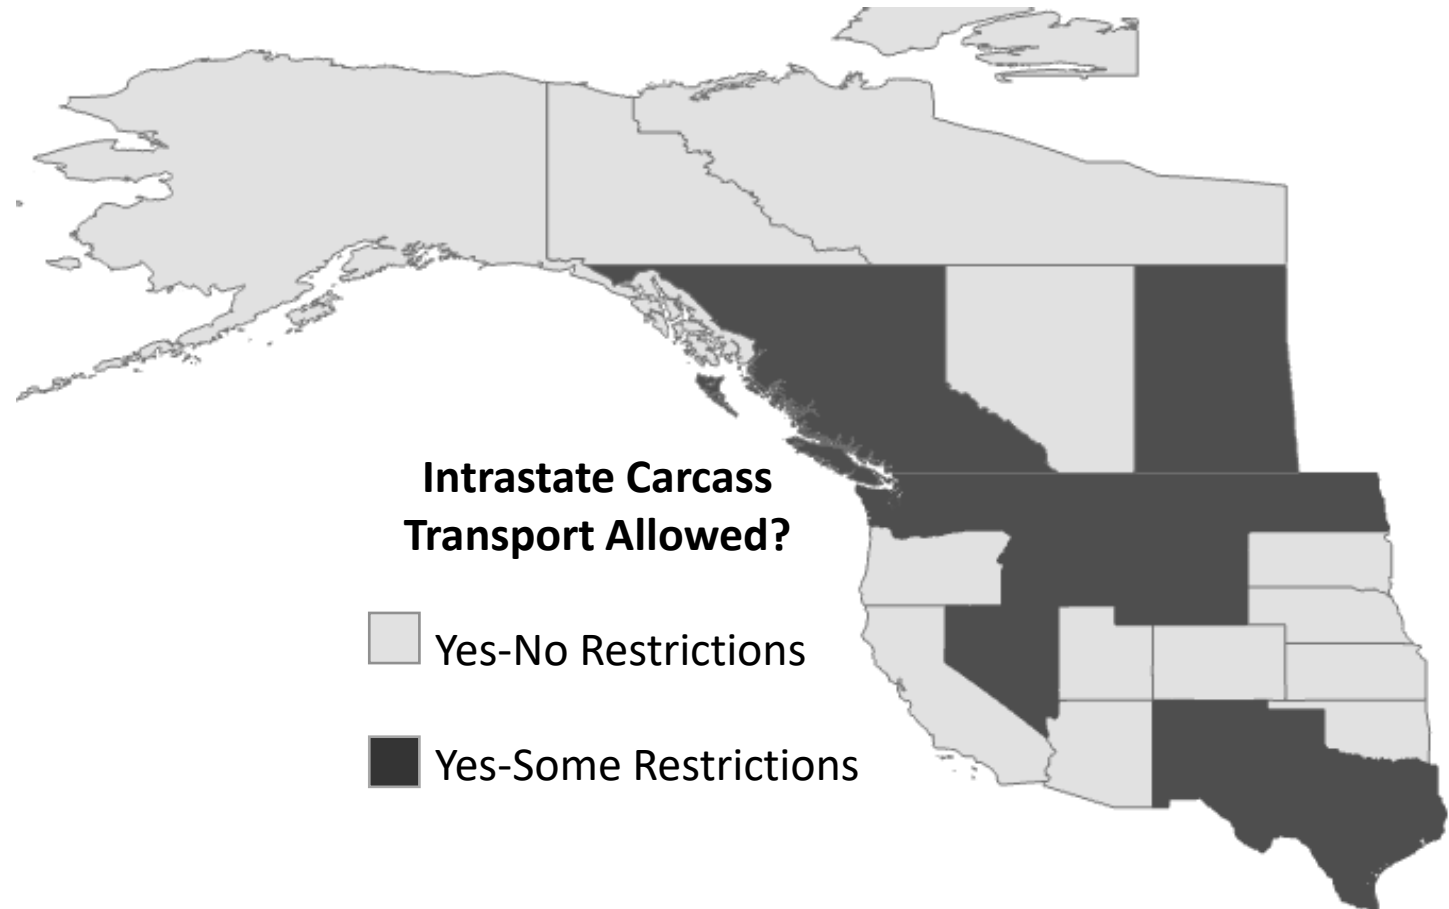 Intrastate Carcass
Transport Allowed?
Yes-No Restrictions
Yes-Some Restrictions